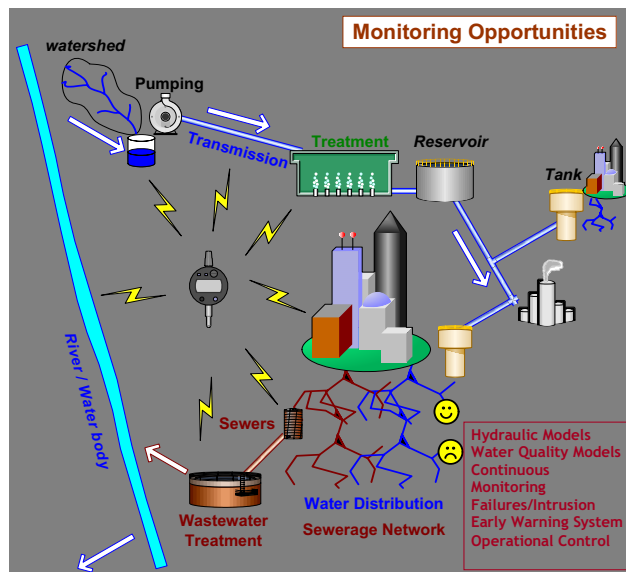 Monitoring Opportunities
watershed
Pumping
Transmission
Treatment
Reservoir
Tank
River / Water body
Sewers
Wastewater
Treatment
Water Distribution
Sewerage Network
Hydraulic Models
Water Quality Models
Continuous
Monitoring
Failures/Intrusion
Early Warning System
Operational Control